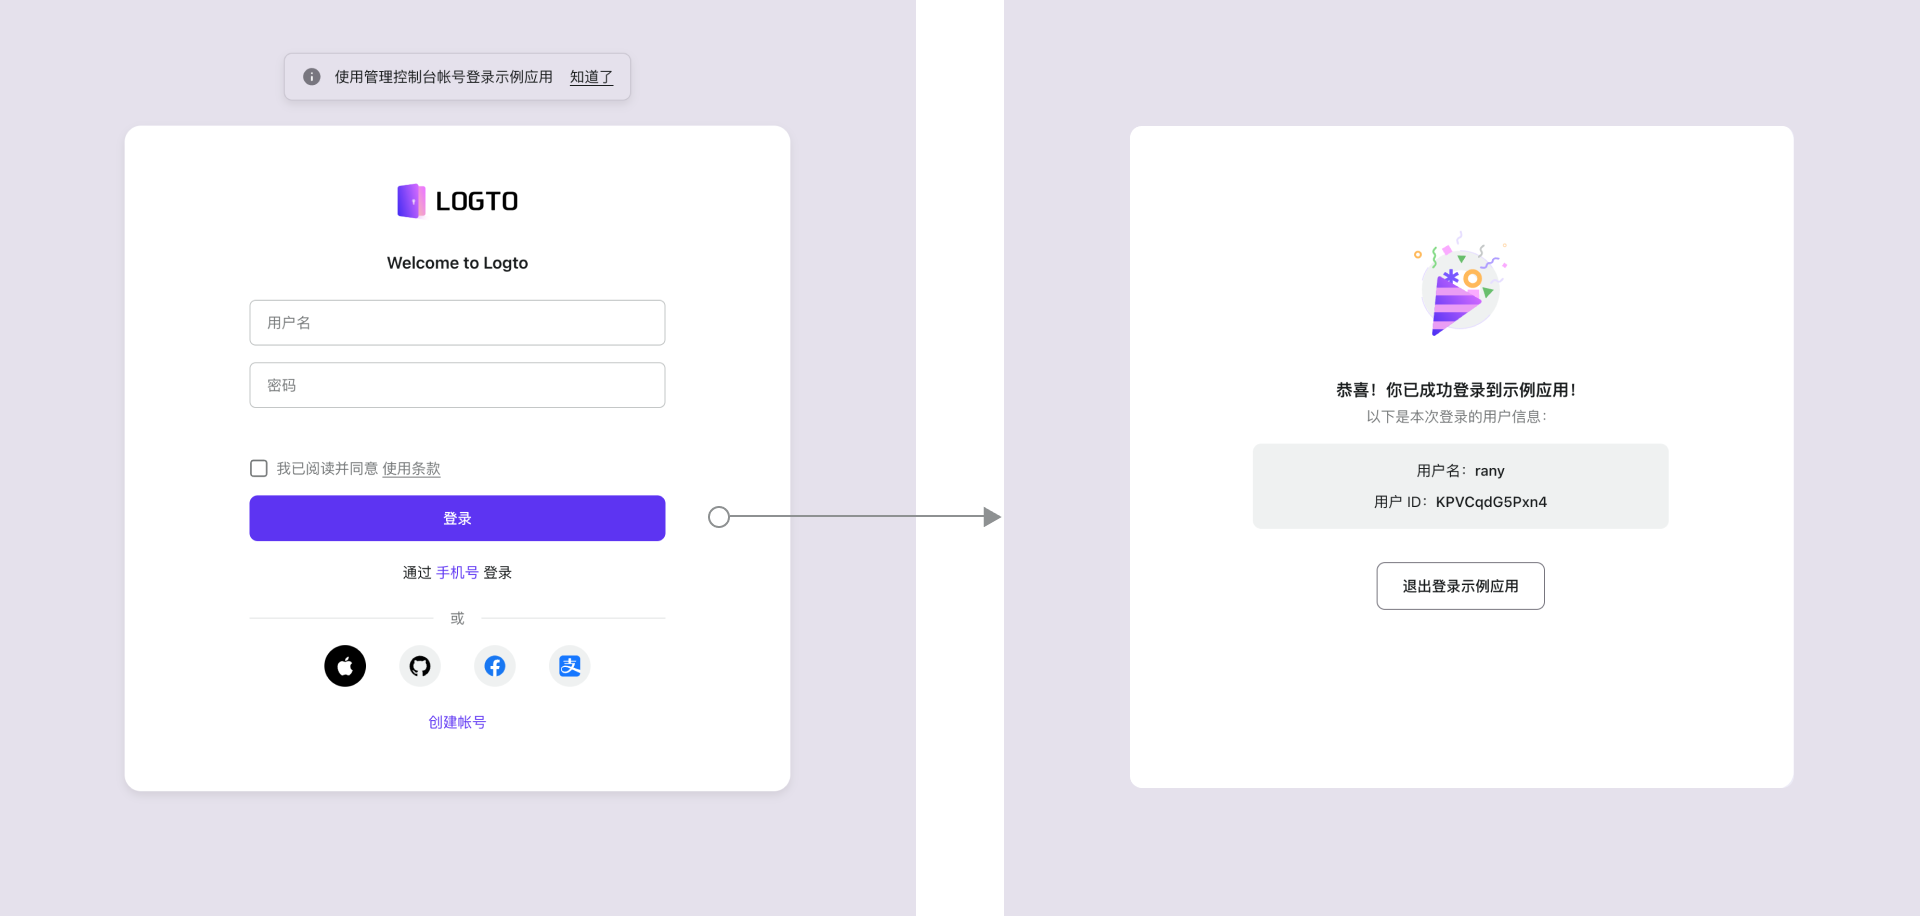 使用管理控制台帐号登录示例应用 知道了
LOGTO
Welcome to Logto
用户名
密码
我已阅读并同意 使用条款
登录
通过 手机号 登录
或
支
创建帐号
恭喜！你已成功登录到示例应用！
以下是本次登录的用户信息：
用户名：rany
用户 ID：KPVCqdG5Pxn4
退出登录示例应用